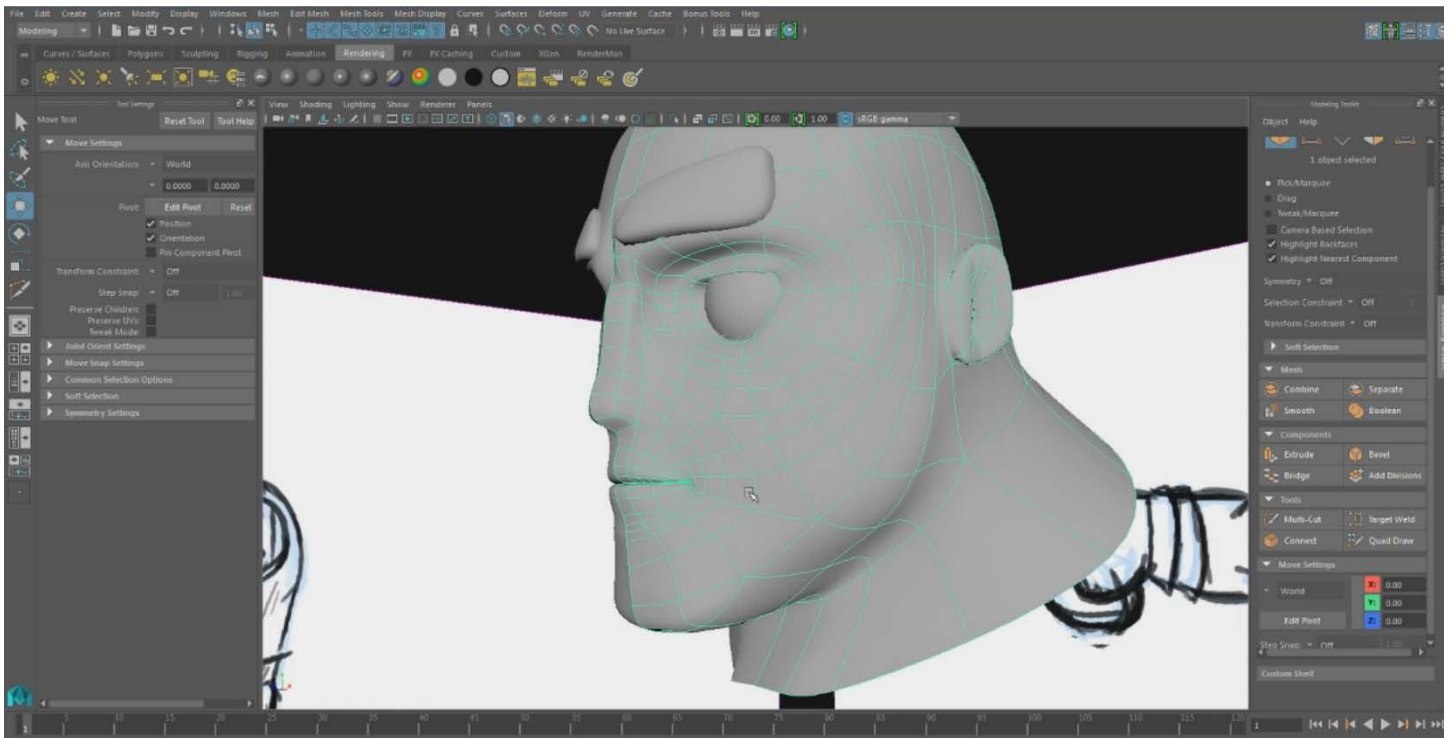 File Edit Create Select Modify Display Windows Mesh Edit Mesh Mesh Tools Mesh Display Curves Surfaces Deform UV Generate Cache Bonus Tools Help
Modeling No Live Surface
Curves / Surfaces Polygons Sculpting Rigging Animation Rendering FX FX Caching Custom XGen RenderMan
Tool Settings
Move Tool Reset Tool Tool Help
Move Settings
Axis Orientation: World
0.0000 0.0000
Pivot: Edit Pivot Reset
Position
Orientation
Pin Component Pivot
Transform Constraint: Off
Step Snap: Off 1.00
Preserve Children:
Preserve UVs:
Tweak Mode:
Joint Orient Settings
Move Snap Settings
Common Selection Options
Soft Selection
Symmetry Settings
View Shading Lighting Show Renderer Panels
0.00 1.00 sRGB gamma
Modeling Toolkit
Object Help
1 object selected
Pick/Marquee
Drag
Tweak/Marquee
Camera Based Selection
Highlight Backfaces
Highlight Nearest Component
Symmetry Off
Selection Constraint Off
Transform Constraint Off
Soft Selection
Mesh
Combine Separate
Smooth Boolean
Components
Extrude Bevel
Bridge Add Divisions
Tools
Multi-Cut Target Weld
Connect Quad Draw
Move Settings
World X: 0.00
Y: 0.00
Edit Pivot Z: 0.00
Step Snap: Off
Custom Shelf
1 5 10 15 20 25 30 35 40 45 50 55 60 65 70 75 80 85 90 95 100 105 110 115 120 1